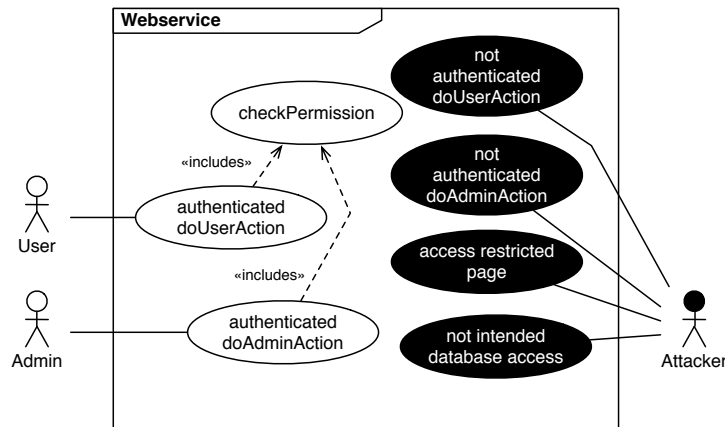 Webservice
not
authenticated
doUserAction
checkPermission
«includes»
not
authenticated
doAdminAction
authenticated
doUserAction
User
access restricted
page
«includes»
authenticated
doAdminAction
Admin
not intended
database access
Attacker